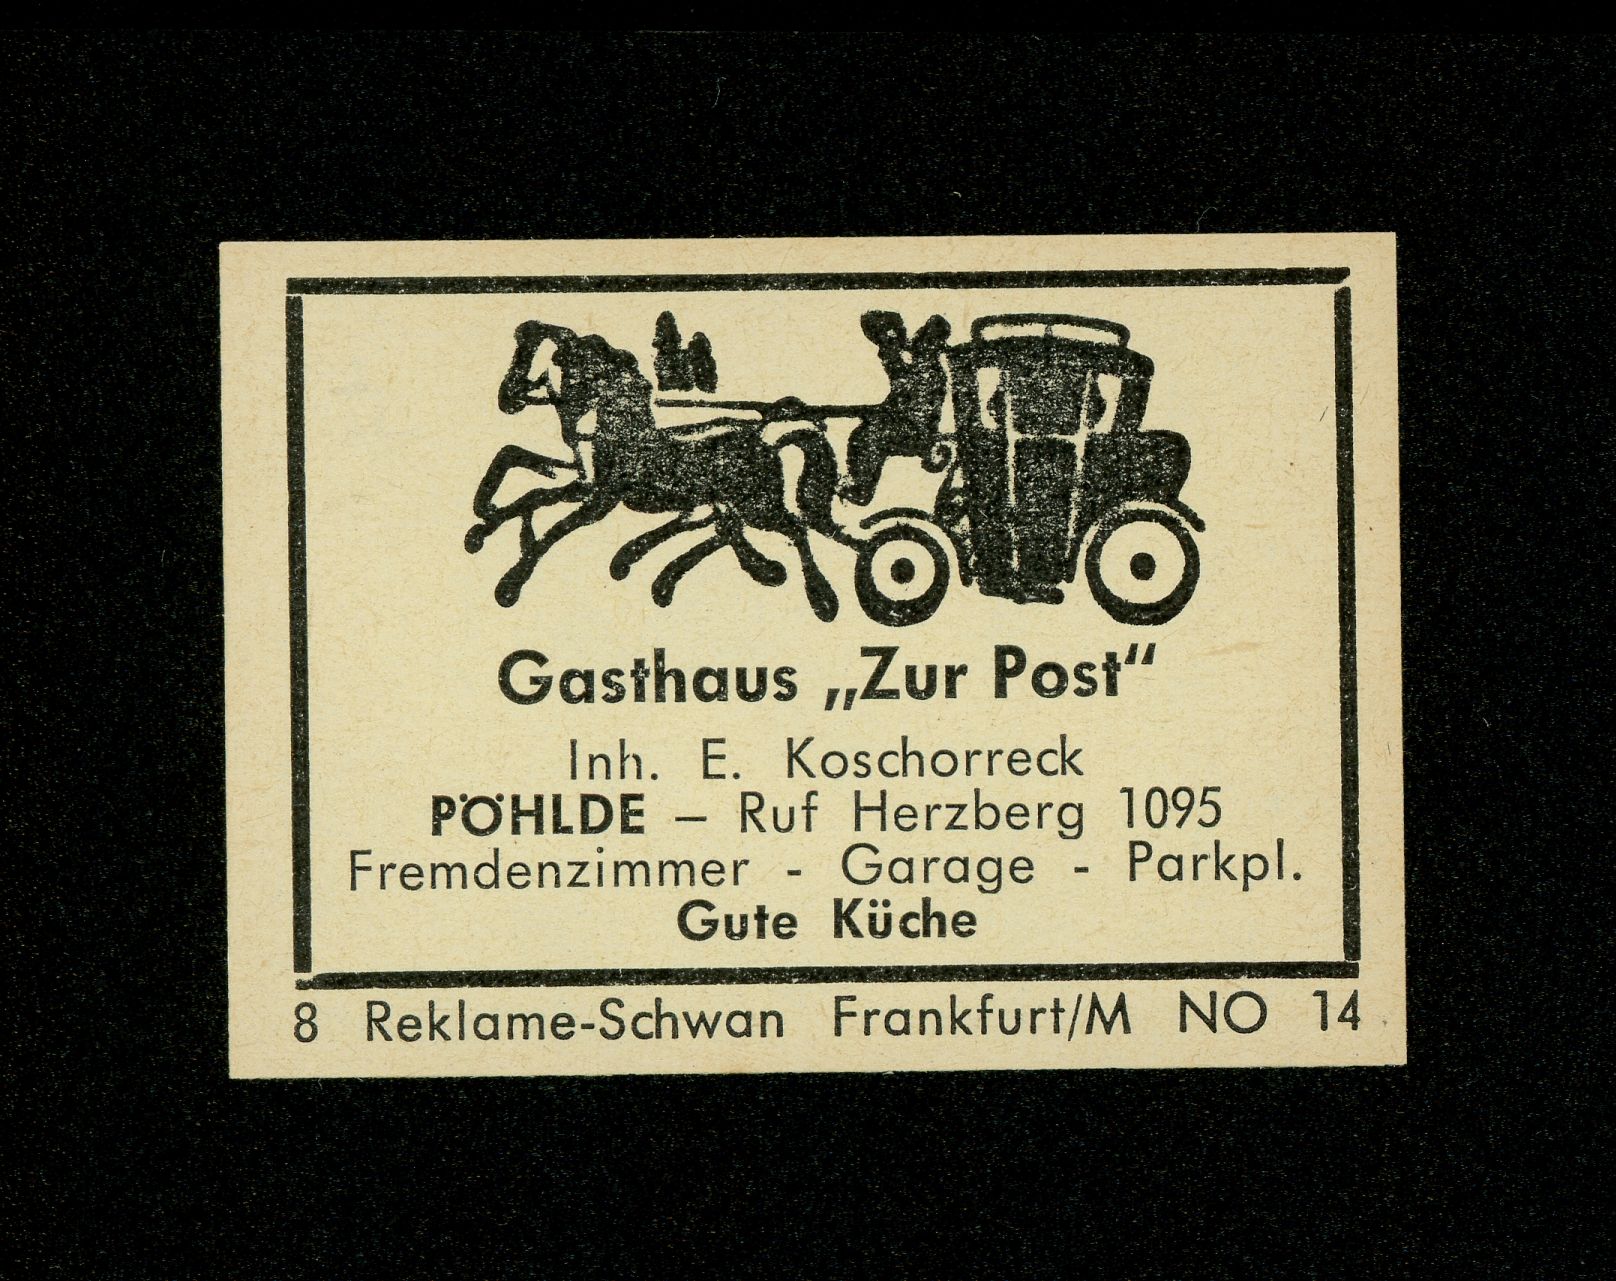 Gasthaus „Zur Post“
Inh. E. Koschorreck
PÖHLDE – Ruf Herzberg 1095
Fremdenzimmer - Garage - Parkpl.
Gute Küche
8 Reklame-Schwan Frankfurt/M NO 14